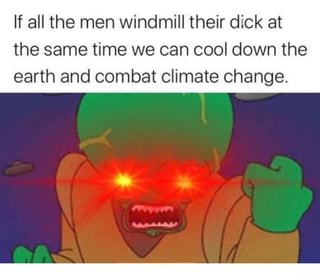 If all the men windmill their dick at
the same time we can cool down the
earth and combat climate change.